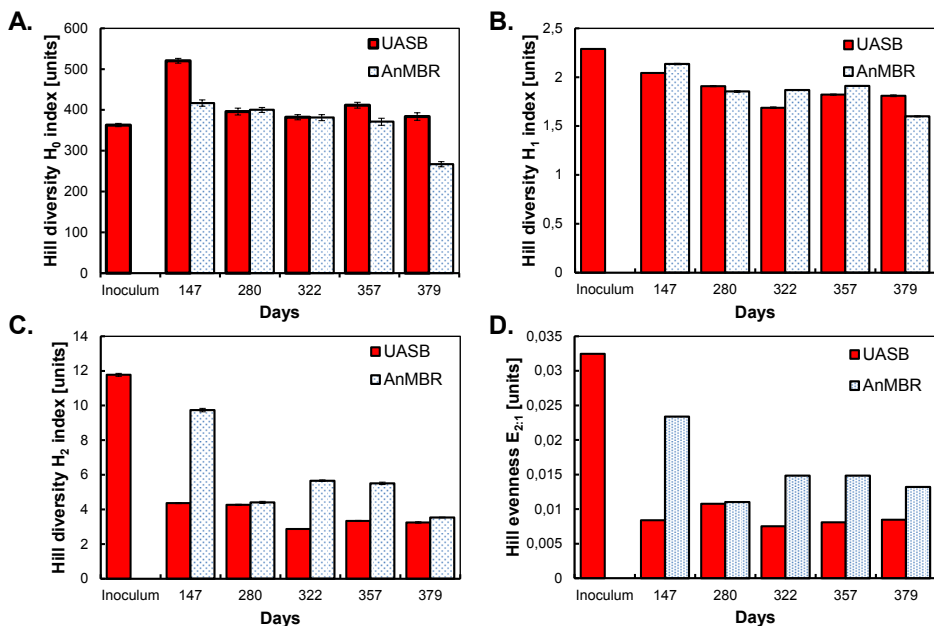 A.
Hill diversity H₀ index [units]
600
500
400
300
200
100
0
UASB
AnMBR
Inoculum 147 280 322 357 379
Days
B.
Hill diversity H₁ index [units]
2,5
2
1,5
1
0,5
0
UASB
AnMBR
Inoculum 147 280 322 357 379
Days
C.
Hill diversity H₂ index [units]
14
12
10
8
6
4
2
0
UASB
AnMBR
Inoculum 147 280 322 357 379
Days
D.
Hill evenness E₂:₁ [units]
0,035
0,03
0,025
0,02
0,015
0,01
0,005
0
UASB
AnMBR
Inoculum 147 280 322 357 379
Days